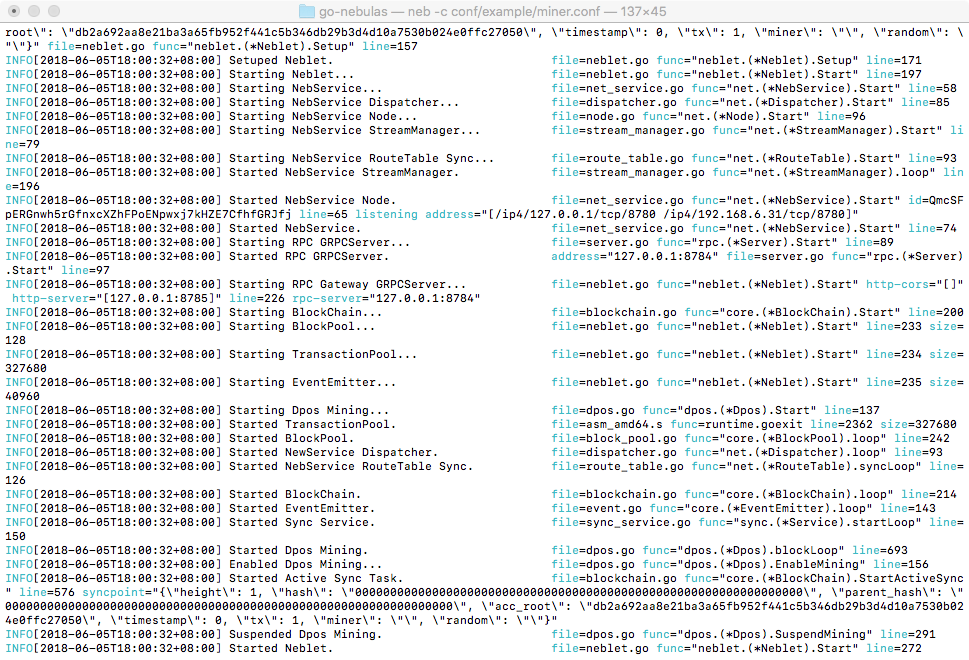 go-nebulas — neb -c conf/example/miner.conf — 137×45
root\": \"db2a692aa8e21ba3a65fb952f441c5b346db29b3d4d10a7530b024e0ffc27050\", \"timestamp\": 0, \"tx\": 1, \"miner\": \"\", \"random\": \
"\"}" file=neblet.go func="neblet.(*Neblet).Setup" line=157
INFO[2018-06-05T18:00:32+08:00] Setuped Neblet. file=neblet.go func="neblet.(*Neblet).Setup" line=171
INFO[2018-06-05T18:00:32+08:00] Starting Neblet... file=neblet.go func="neblet.(*Neblet).Start" line=197
INFO[2018-06-05T18:00:32+08:00] Starting NebService... file=net_service.go func="net.(*NebService).Start" line=58
INFO[2018-06-05T18:00:32+08:00] Starting NebService Dispatcher... file=dispatcher.go func="net.(*Dispatcher).Start" line=85
INFO[2018-06-05T18:00:32+08:00] Starting NebService Node... file=node.go func="net.(*Node).Start" line=96
INFO[2018-06-05T18:00:32+08:00] Starting NebService StreamManager... file=stream_manager.go func="net.(*StreamManager).Start" li
ne=79
INFO[2018-06-05T18:00:32+08:00] Starting NebService RouteTable Sync... file=route_table.go func="net.(*RouteTable).Start" line=93
INFO[2018-06-05T18:00:32+08:00] Started NebService StreamManager. file=stream_manager.go func="net.(*StreamManager).loop" lin
e=196
INFO[2018-06-05T18:00:32+08:00] Started NebService Node. file=net_service.go func="net.(*NebService).Start" id=QmcSF
pERGnwh5rGfnxcXZhFPoENpwxj7kHZE7CfhfGRJfj line=65 listening address="[/ip4/127.0.0.1/tcp/8780 /ip4/192.168.6.31/tcp/8780]"
INFO[2018-06-05T18:00:32+08:00] Started NebService. file=net_service.go func="net.(*NebService).Start" line=74
INFO[2018-06-05T18:00:32+08:00] Starting RPC GRPCServer... file=server.go func="rpc.(*Server).Start" line=89
INFO[2018-06-05T18:00:32+08:00] Started RPC GRPCServer. address="127.0.0.1:8784" file=server.go func="rpc.(*Server)
.Start" line=97
INFO[2018-06-05T18:00:32+08:00] Starting RPC Gateway GRPCServer... file=neblet.go func="neblet.(*Neblet).Start" http-cors="[]"
http-server="[127.0.0.1:8785]" line=226 rpc-server="127.0.0.1:8784"
INFO[2018-06-05T18:00:32+08:00] Starting BlockChain... file=blockchain.go func="core.(*BlockChain).Start" line=200
INFO[2018-06-05T18:00:32+08:00] Starting BlockPool... file=neblet.go func="neblet.(*Neblet).Start" line=233 size=
128
INFO[2018-06-05T18:00:32+08:00] Starting TransactionPool... file=neblet.go func="neblet.(*Neblet).Start" line=234 size=
327680
INFO[2018-06-05T18:00:32+08:00] Starting EventEmitter... file=neblet.go func="neblet.(*Neblet).Start" line=235 size=
40960
INFO[2018-06-05T18:00:32+08:00] Starting Dpos Mining... file=dpos.go func="dpos.(*Dpos).Start" line=137
INFO[2018-06-05T18:00:32+08:00] Started TransactionPool. file=asm_amd64.s func=runtime.goexit line=2362 size=327680
INFO[2018-06-05T18:00:32+08:00] Started BlockPool. file=block_pool.go func="core.(*BlockPool).loop" line=242
INFO[2018-06-05T18:00:32+08:00] Started NewService Dispatcher. file=dispatcher.go func="net.(*Dispatcher).loop" line=93
INFO[2018-06-05T18:00:32+08:00] Started NebService RouteTable Sync. file=route_table.go func="net.(*RouteTable).syncLoop" line=
126
INFO[2018-06-05T18:00:32+08:00] Started BlockChain. file=blockchain.go func="core.(*BlockChain).loop" line=214
INFO[2018-06-05T18:00:32+08:00] Started EventEmitter. file=event.go func="core.(*EventEmitter).loop" line=143
INFO[2018-06-05T18:00:32+08:00] Started Sync Service. file=sync_service.go func="sync.(*Service).startLoop" line=
150
INFO[2018-06-05T18:00:32+08:00] Started Dpos Mining. file=dpos.go func="dpos.(*Dpos).blockLoop" line=693
INFO[2018-06-05T18:00:32+08:00] Enabled Dpos Mining... file=dpos.go func="dpos.(*Dpos).EnableMining" line=156
INFO[2018-06-05T18:00:32+08:00] Started Active Sync Task. file=blockchain.go func="core.(*BlockChain).StartActiveSync
" line=576 syncpoint="{\"height\": 1, \"hash\": \"0000000000000000000000000000000000000000000000000000000000000000\", \"parent_hash\": \"
0000000000000000000000000000000000000000000000000000000000000000\", \"acc_root\": \"db2a692aa8e21ba3a65fb952f441c5b346db29b3d4d10a7530b02
4e0ffc27050\", \"timestamp\": 0, \"tx\": 1, \"miner\": \"\", \"random\": \"\"}"
INFO[2018-06-05T18:00:32+08:00] Suspended Dpos Mining. file=dpos.go func="dpos.(*Dpos).SuspendMining" line=291
INFO[2018-06-05T18:00:32+08:00] Started Neblet. file=neblet.go func="neblet.(*Neblet).Start" line=272